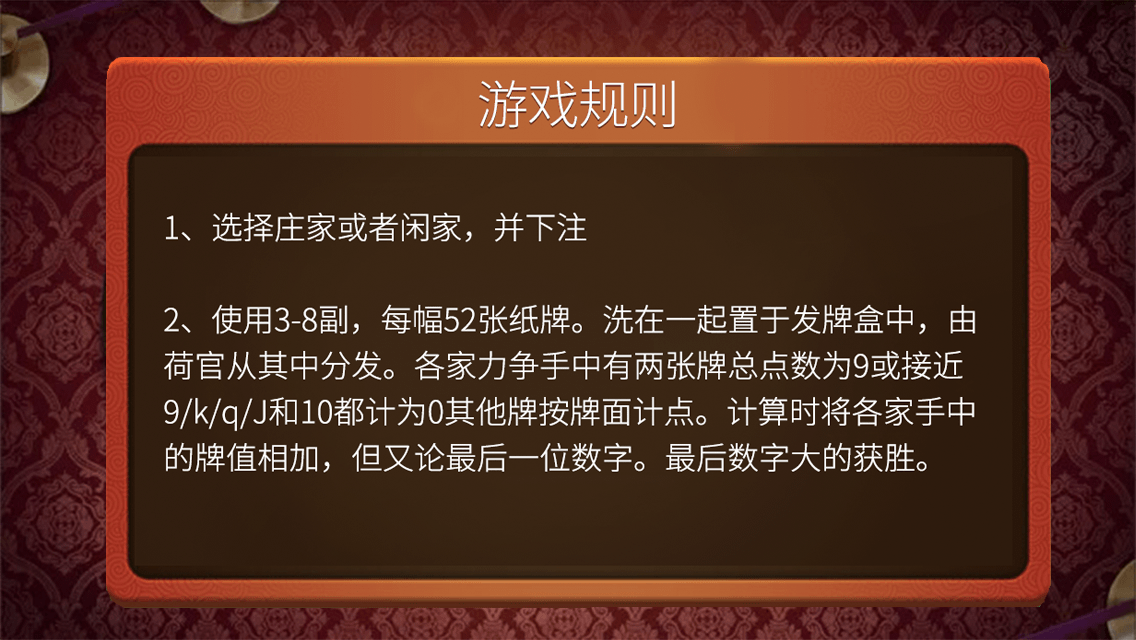 游戏规则
1、选择庄家或者闲家，并下注
2、使用3-8副，每幅52张纸牌。洗在一起置于发牌盒中，由
荷官从其中分发。各家力争手中有两张牌总点数为9或接近
9/k/q/J和10都计为0其他牌按牌面计点。计算时将各家手中
的牌值相加，但又论最后一位数字。最后数字大的获胜。